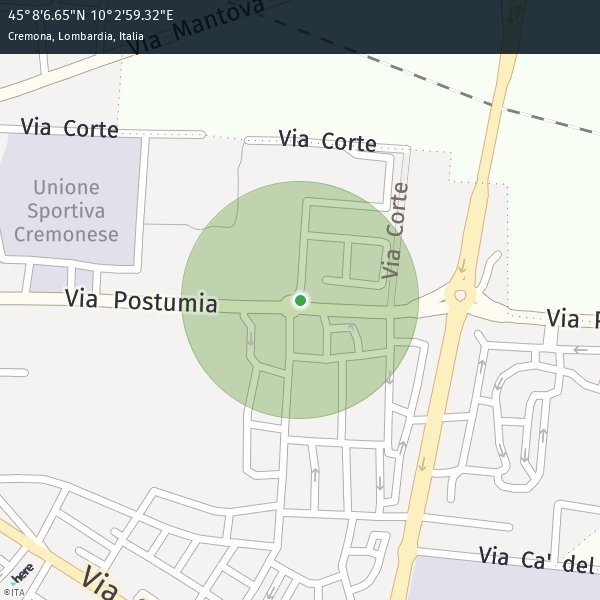 45°8'6.65"N 10°2'59.32"E
Cremona, Lombardia, Italia
Via Mantova
Via Corte
Via Corte
Unione
Sportiva
Cremonese
Via Corte
Via Postumia
Via P
Via Ca' del
Via
here
©ITA